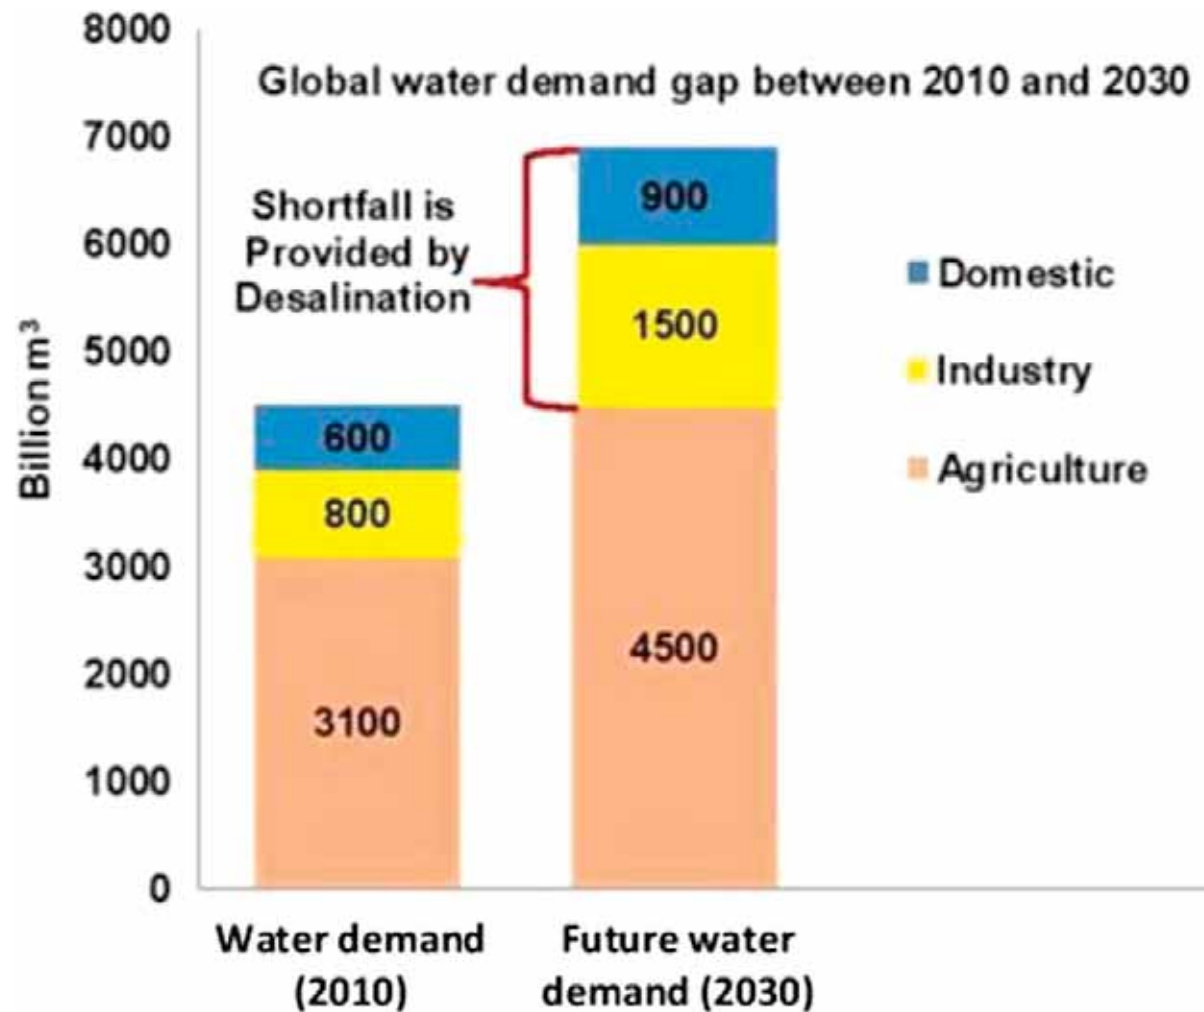 8000
Global water demand gap between 2010 and 2030
7000
Shortfall is
Provided by
Desalination
900
6000
Domestic
1500
5000
Industry
Billion m³
600
4000
Agriculture
800
3000
4500
2000
3100
1000
0
Water demand
(2010)
Future water
demand (2030)